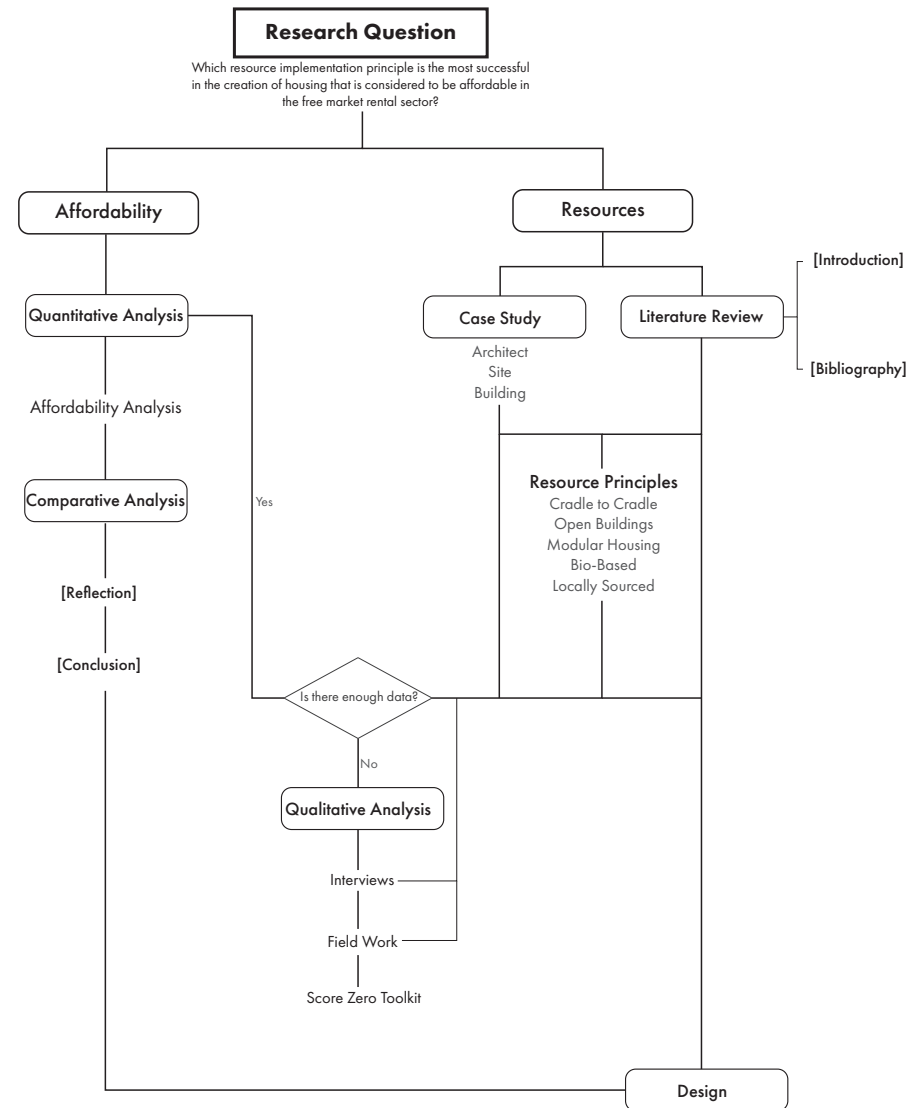 Research Question
Which resource implementation principle is the most successful
in the creation of housing that is considered to be affordable in
the free market rental sector?
Affordability
Resources
[Introduction]
Quantitative Analysis
Case Study
Literature Review
Architect
Site
Building
[Bibliography]
Affordability Analysis
Resource Principles
Cradle to Cradle
Open Buildings
Modular Housing
Bio-Based
Locally Sourced
Comparative Analysis
Yes
[Reflection]
[Conclusion]
Is there enough data?
No
Qualitative Analysis
Interviews
Field Work
Score Zero Toolkit
Design